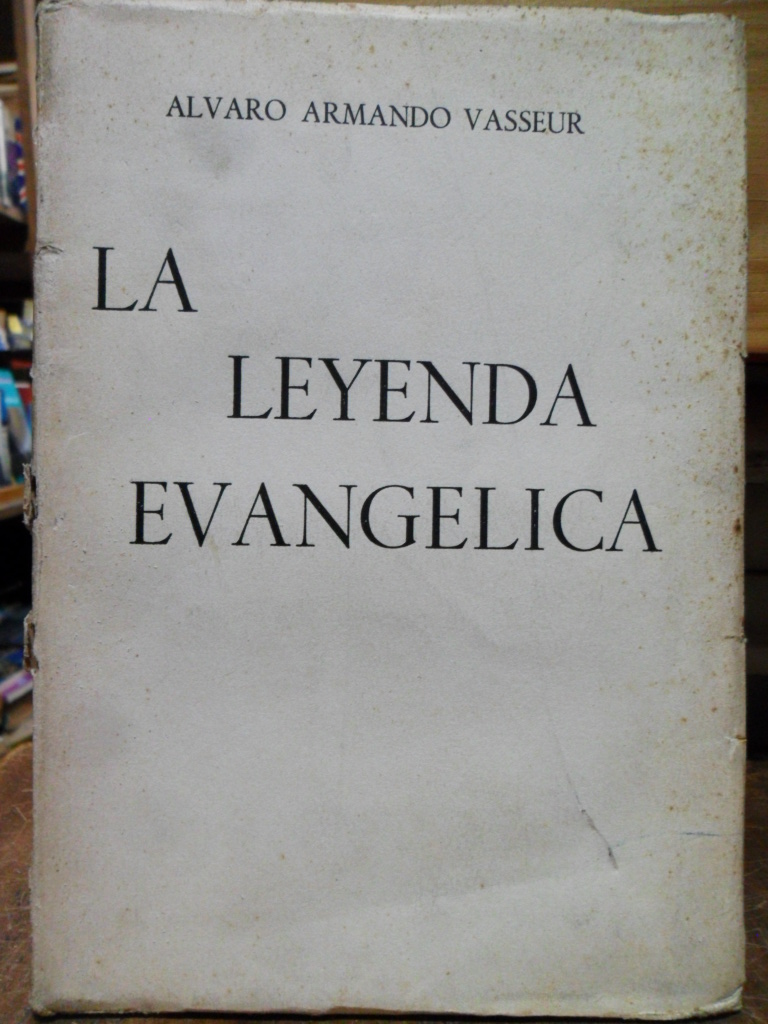 ALVARO ARMANDO VASSEUR
LA
LEYENDA
EVANGELICA